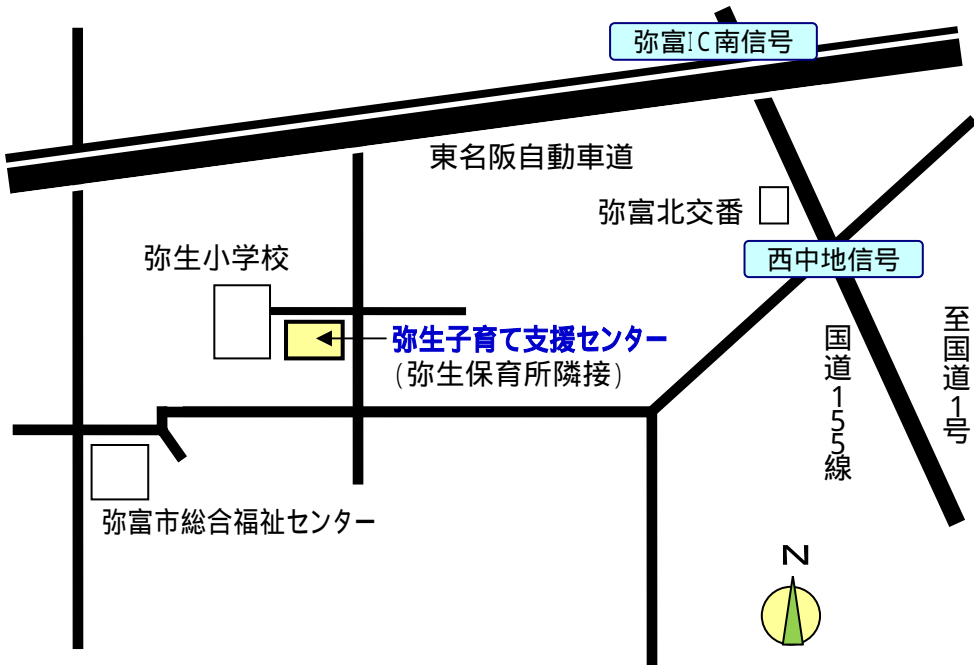 弥富IC南信号
東名阪自動車道
弥富北交番
弥生小学校
西中地信号
弥生子育て支援センター
(弥生保育所隣接)
国道155線
至国道1号
弥富市総合福祉センター
N